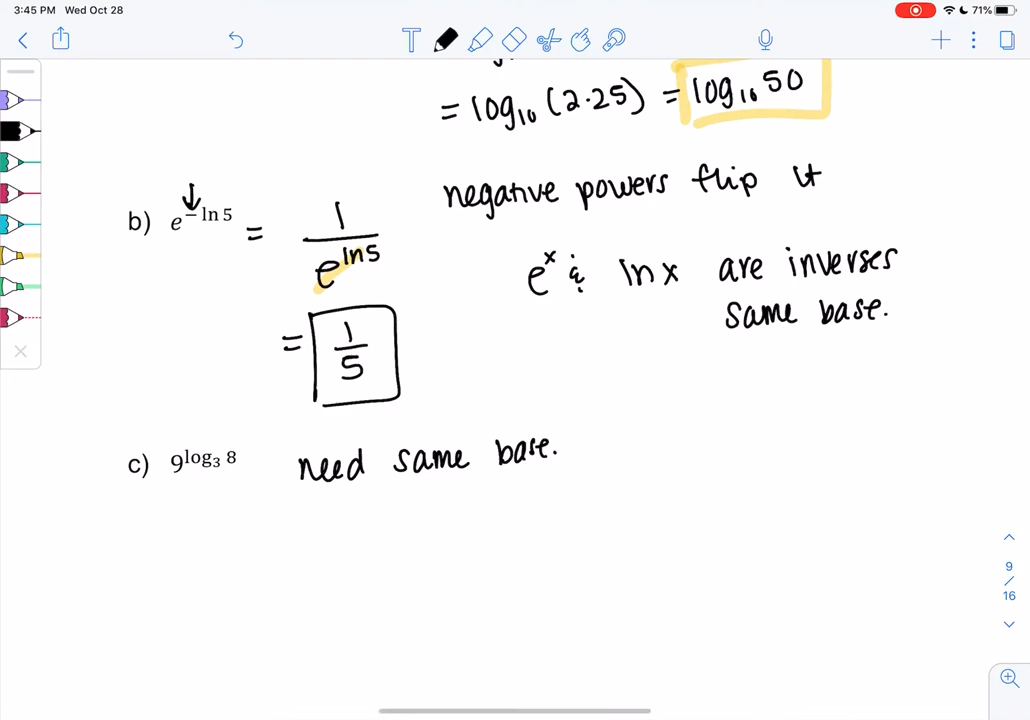 3:45 PM Wed Oct 28
71%
= log₁₀ (2·25) = log₁₀ 50
negative powers flip it
b) e^(−ln 5) = 1/e^(ln5)
eˣ & ln x are inverses
same base.
= 1/5
c) 9^(log₃ 8) need same base.
9
/
16